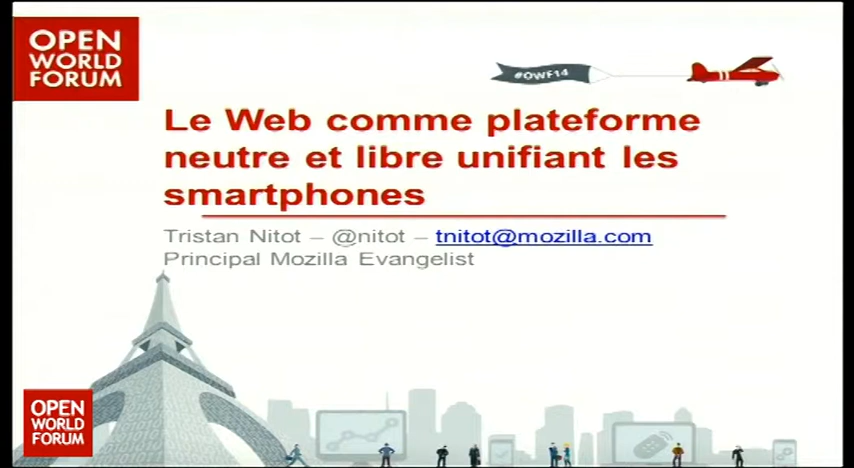 OPEN
WORLD
FORUM
#OWF14
Le Web comme plateforme
neutre et libre unifiant les
smartphones
Tristan Nitot – @nitot – tnitot@mozilla.com
Principal Mozilla Evangelist
OPEN
WORLD
FORUM